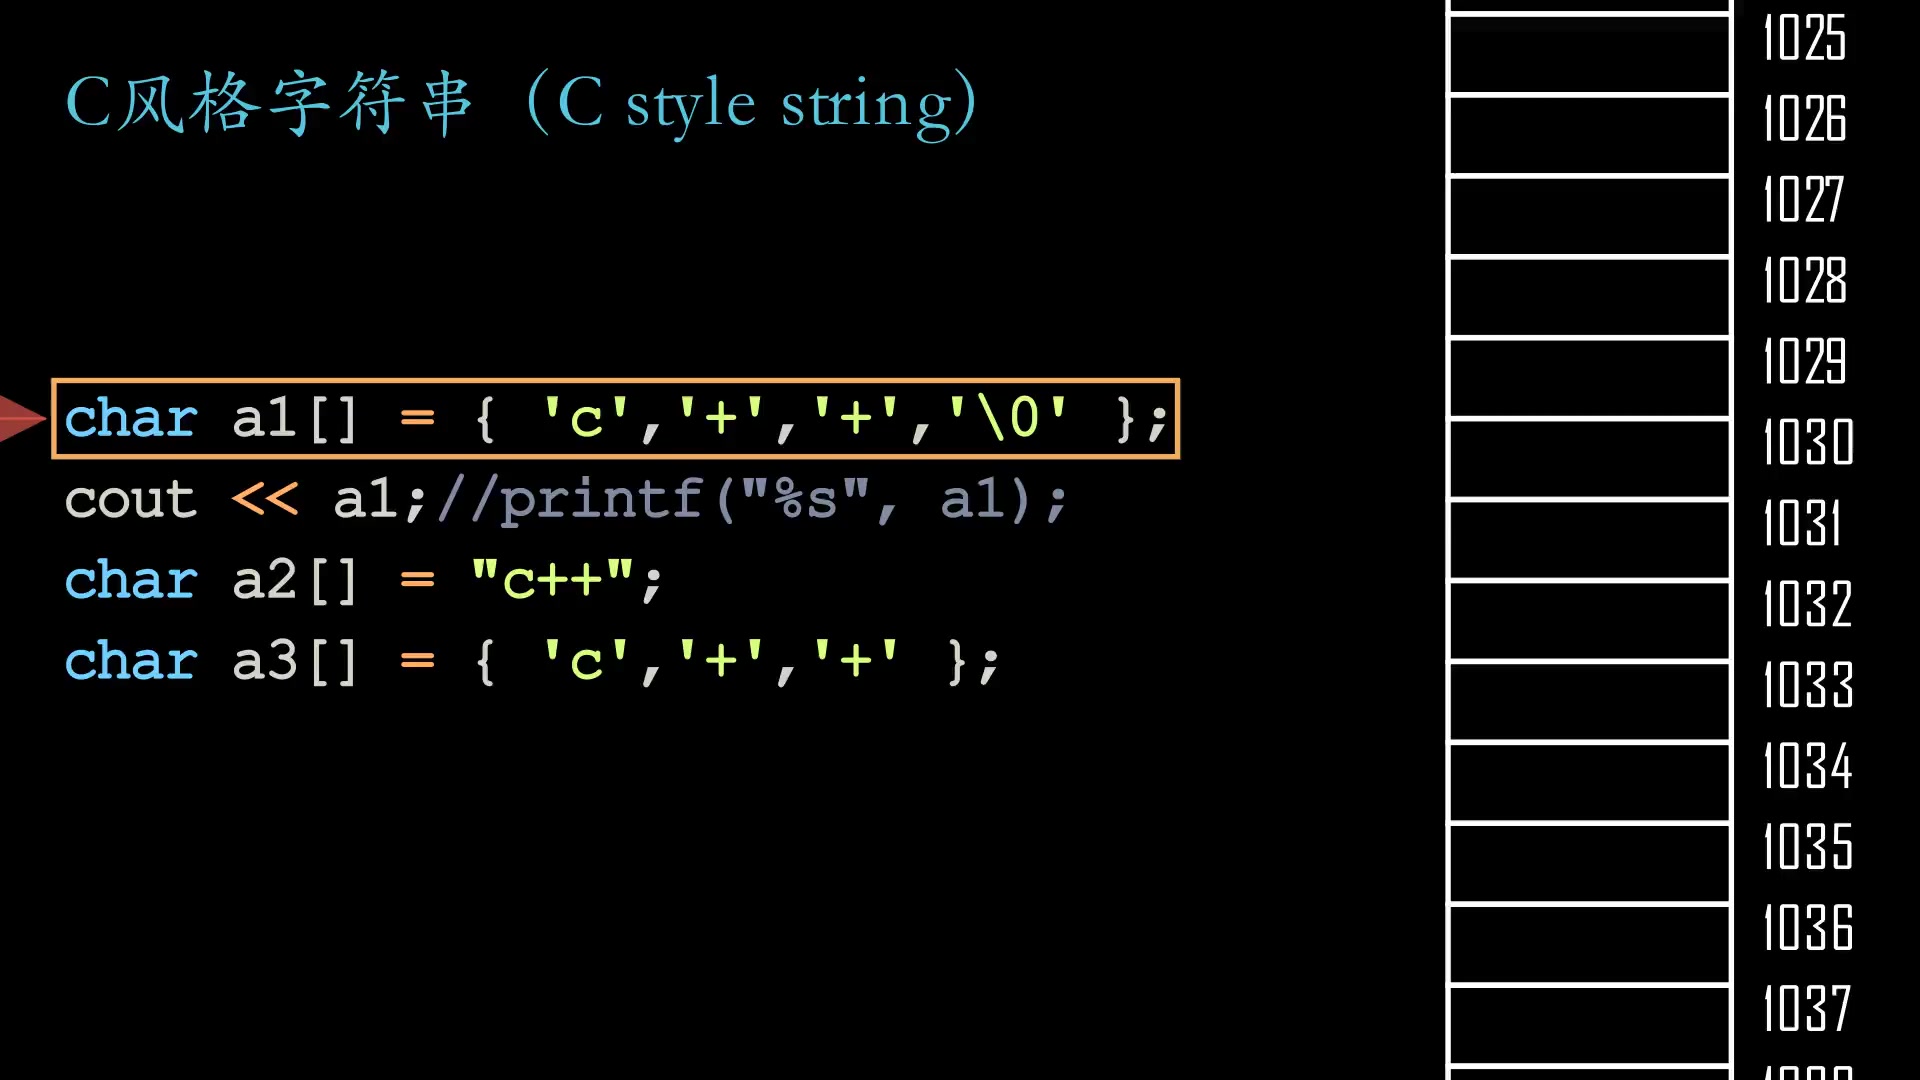 C风格字符串（C style string）
char a1[] = { 'c','+','+','\0' };
cout << a1;//printf("%s", a1);
char a2[] = "c++";
char a3[] = { 'c','+','+' };
1025
1026
1027
1028
1029
1030
1031
1032
1033
1034
1035
1036
1037